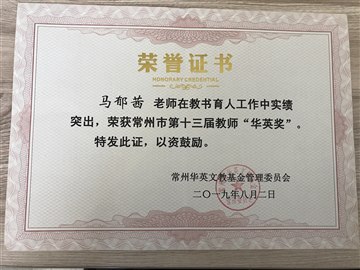 荣誉证书
HONORARY CREDENTIAL
马郁茜 老师在教书育人工作中实绩
突出，荣获常州市第十三届教师“华英奖”。
特发此证，以资鼓励。
常州华英文教基金管理委员会
二〇一九年八月二日